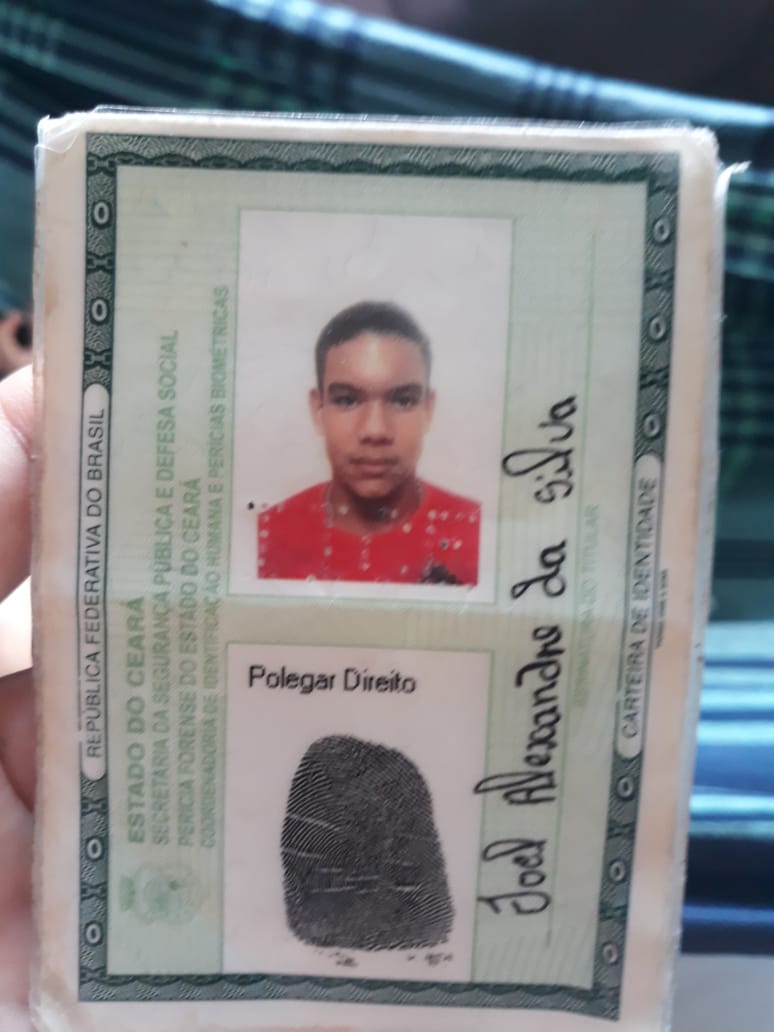 REPÚBLICA FEDERATIVA DO BRASIL
ESTADO DO CEARÁ
SECRETARIA DA SEGURANÇA PÚBLICA E DEFESA SOCIAL
PERÍCIA FORENSE DO ESTADO DO CEARÁ
COORDENADORIA DE IDENTIFICAÇÃO HUMANA E PERÍCIAS BIOMÉTRICAS
Polegar Direito
Joel Alexandre da Silva
ASSINATURA DO TITULAR
CARTEIRA DE IDENTIDADE